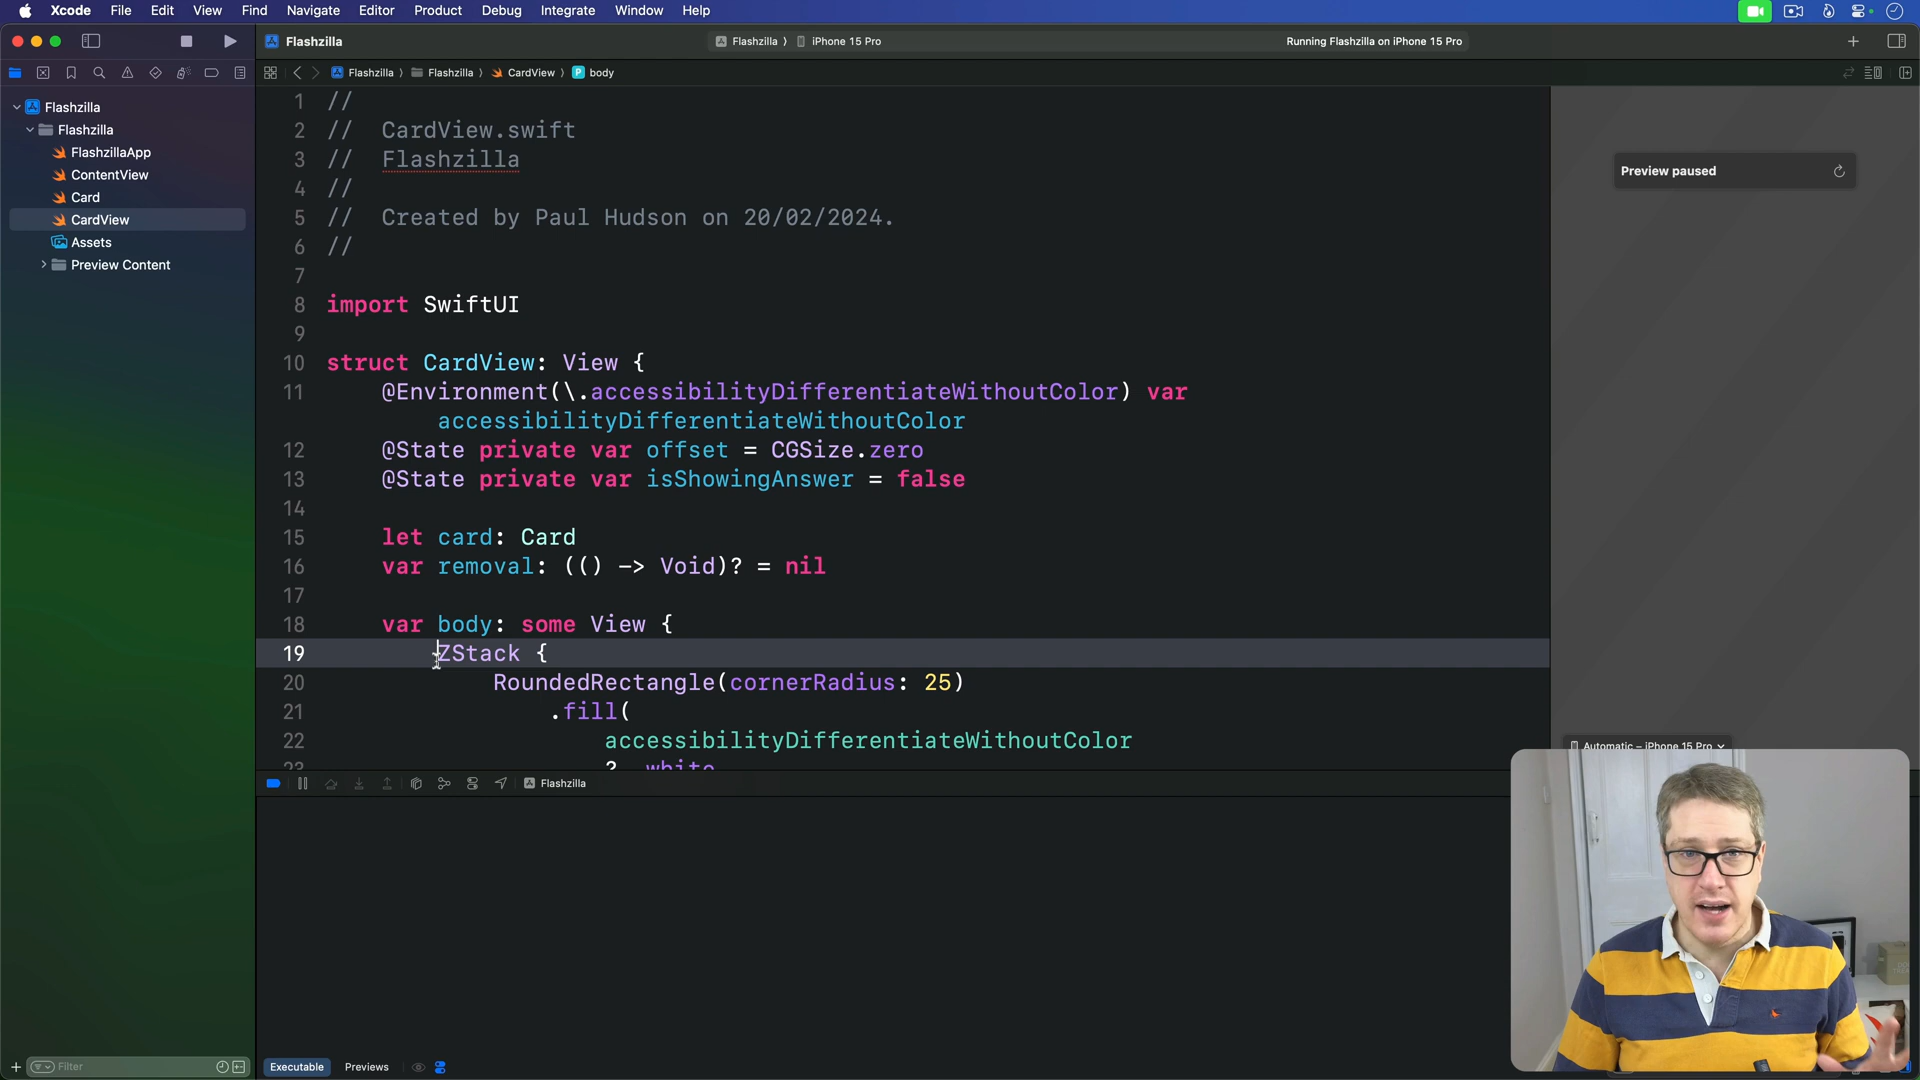 Xcode File Edit View Find Navigate Editor Product Debug Integrate Window Help
Flashzilla
Flashzilla iPhone 15 Pro
Running Flashzilla on iPhone 15 Pro
Flashzilla Flashzilla CardView P body
Flashzilla
Flashzilla
FlashzillaApp
ContentView
Card
CardView
Assets
Preview Content
Filter
1 //
2 // CardView.swift
3 // Flashzilla
4 //
5 // Created by Paul Hudson on 20/02/2024.
6 //
7
8 import SwiftUI
9
10 struct CardView: View {
11 @Environment(\.accessibilityDifferentiateWithoutColor) var
accessibilityDifferentiateWithoutColor
12 @State private var offset = CGSize.zero
13 @State private var isShowingAnswer = false
14
15 let card: Card
16 var removal: (() -> Void)? = nil
17
18 var body: some View {
19 ZStack {
20 RoundedRectangle(cornerRadius: 25)
21 .fill(
22 accessibilityDifferentiateWithoutColor
23 ? .white
Preview paused
Automatic – iPhone 15 Pro
Flashzilla
Executable Previews